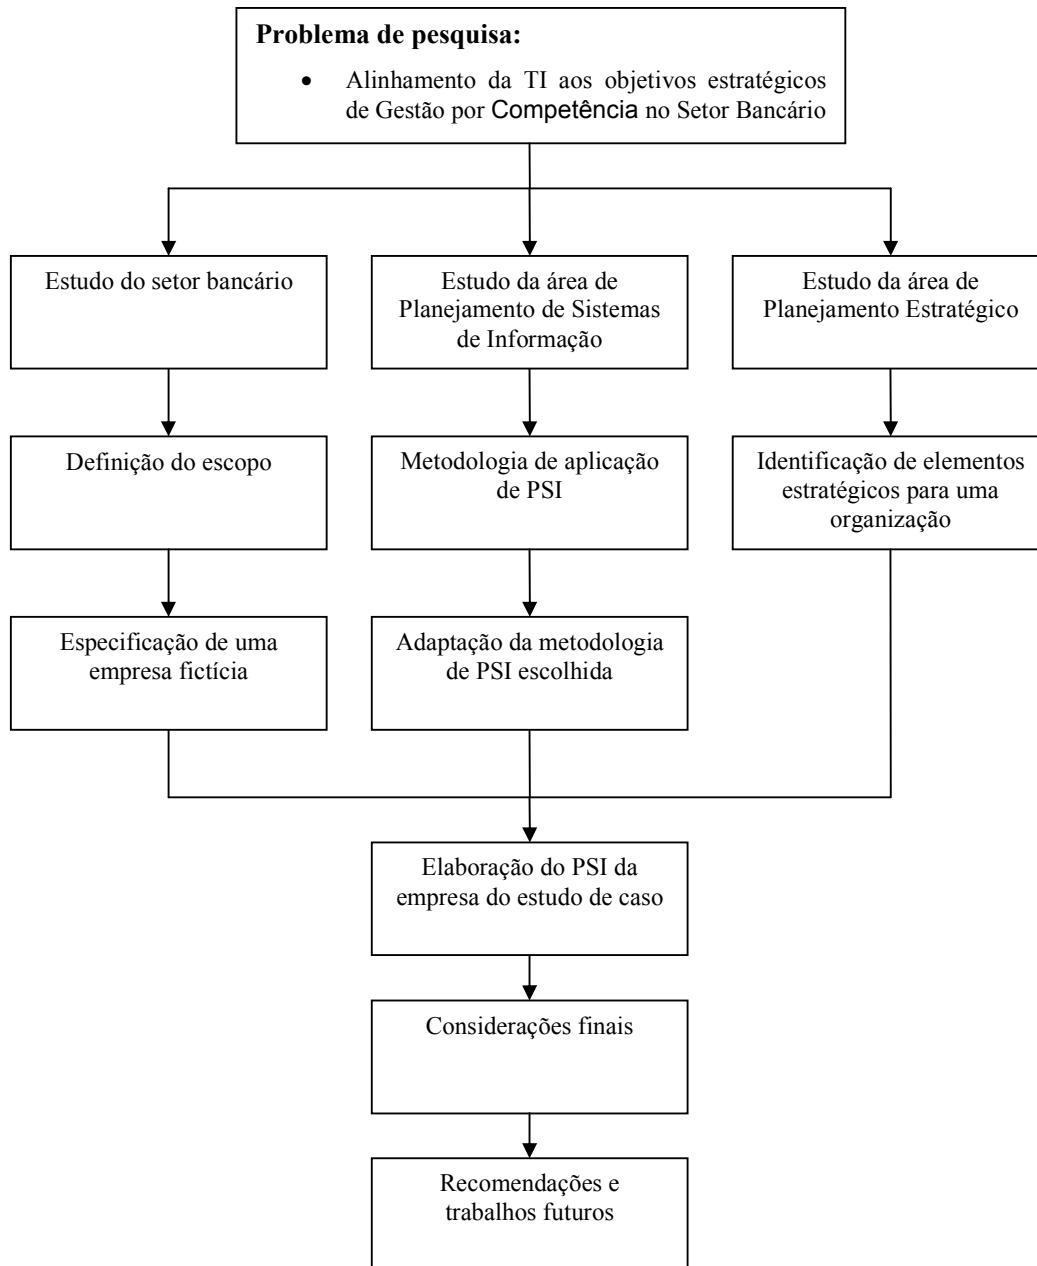 Problema de pesquisa:
• Alinhamento da TI aos objetivos estratégicos
de Gestão por Competência no Setor Bancário
Estudo do setor bancário
Estudo da área de
Planejamento de Sistemas
de Informação
Estudo da área de
Planejamento Estratégico
Definição do escopo
Metodologia de aplicação
de PSI
Identificação de elementos
estratégicos para uma
organização
Especificação de uma
empresa fictícia
Adaptação da metodologia
de PSI escolhida
Elaboração do PSI da
empresa do estudo de caso
Considerações finais
Recomendações e
trabalhos futuros